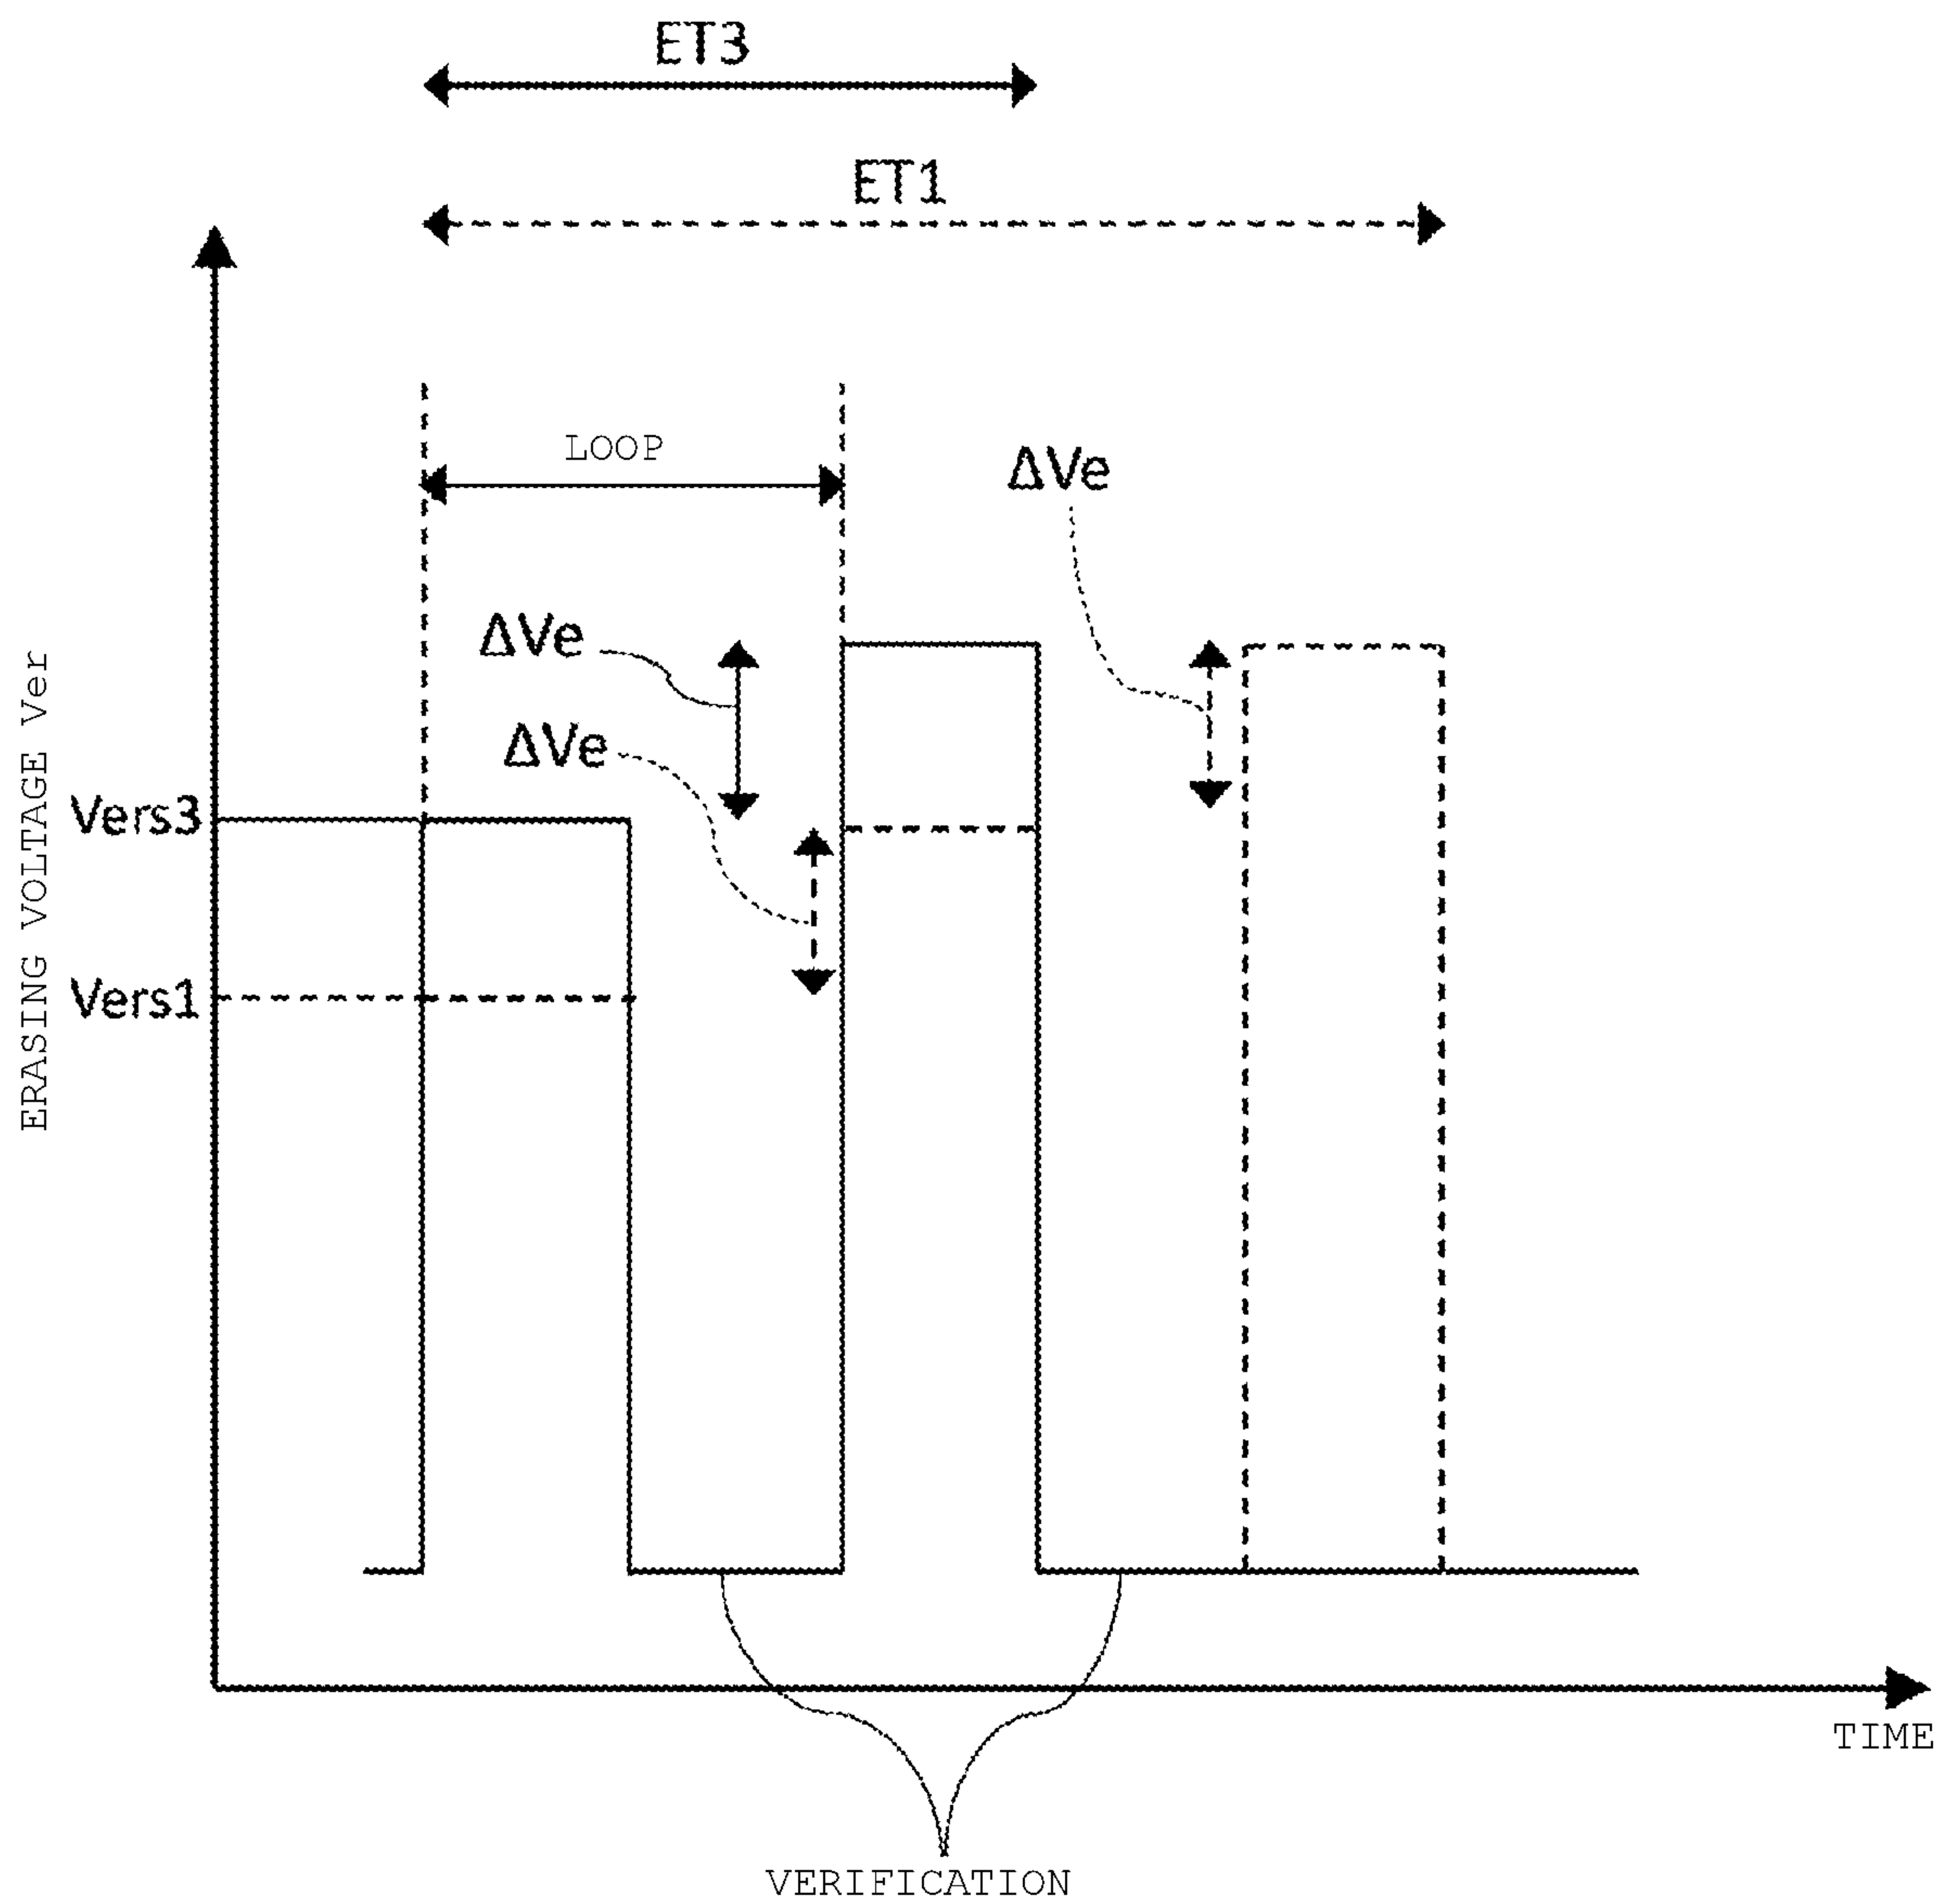 ET3
ET1
LOOP
ΔVe
ΔVe
ΔVe
Vers3
Vers1
ERASING VOLTAGE Ver
TIME
VERIFICATION